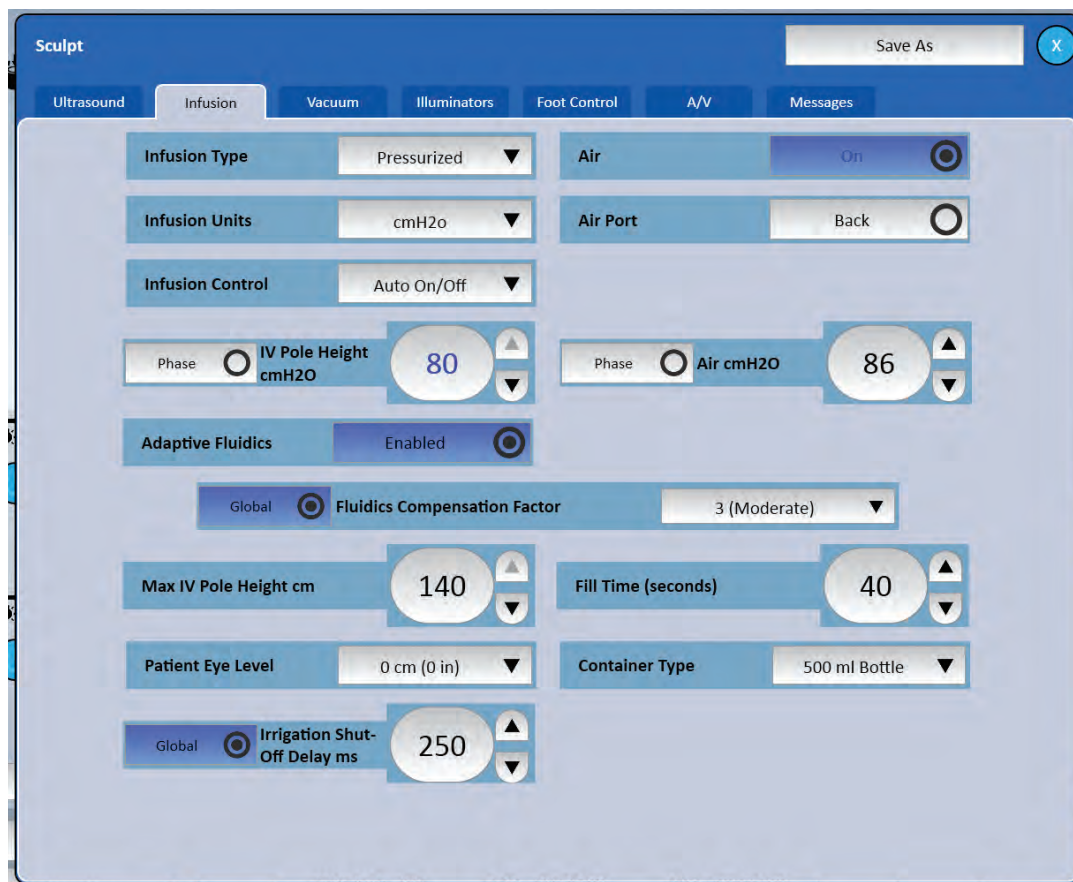 Sculpt
Save As
X
Ultrasound
Infusion
Vacuum
Illuminators
Foot Control
A/V
Messages
Infusion Type
Pressurized
Air
On
Infusion Units
cmH2o
Air Port
Back
Infusion Control
Auto On/Off
Phase
IV Pole Height
cmH2O
80
Phase
Air cmH2O
86
Adaptive Fluidics
Enabled
Global
Fluidics Compensation Factor
3 (Moderate)
Max IV Pole Height cm
140
Fill Time (seconds)
40
Patient Eye Level
0 cm (0 in)
Container Type
500 ml Bottle
Global
Irrigation Shut-
Off Delay ms
250